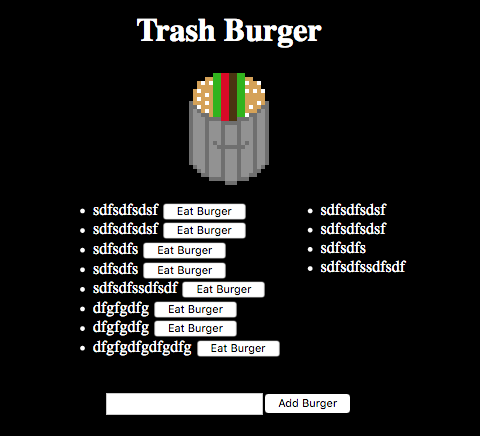 Trash Burger
sdfsdfsdsf Eat Burger
sdfsdfsdsf Eat Burger
sdfsdfs Eat Burger
sdfsdfs Eat Burger
sdfsdfssdfsdf Eat Burger
dfgfgdfg Eat Burger
dfgfgdfg Eat Burger
dfgfgdfgdfgdfg Eat Burger
sdfsdfsdsf
sdfsdfsdsf
sdfsdfs
sdfsdfssdfsdf
Add Burger